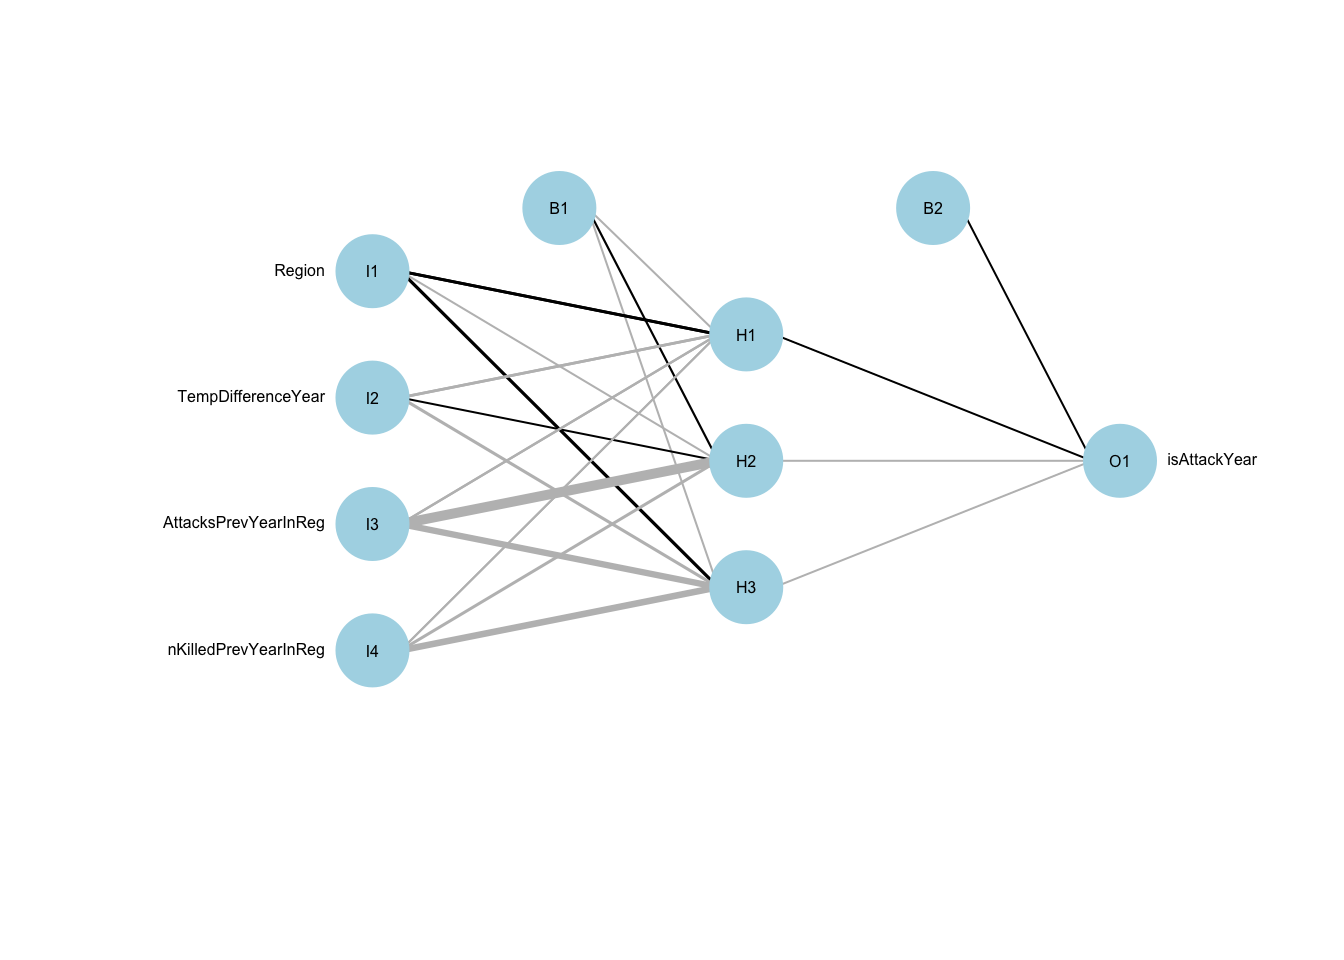 B1
B2
Region
I1
H1
TempDifferenceYear
I2
H2
O1
isAttackYear
AttacksPrevYearInReg
I3
H3
nKilledPrevYearInReg
I4